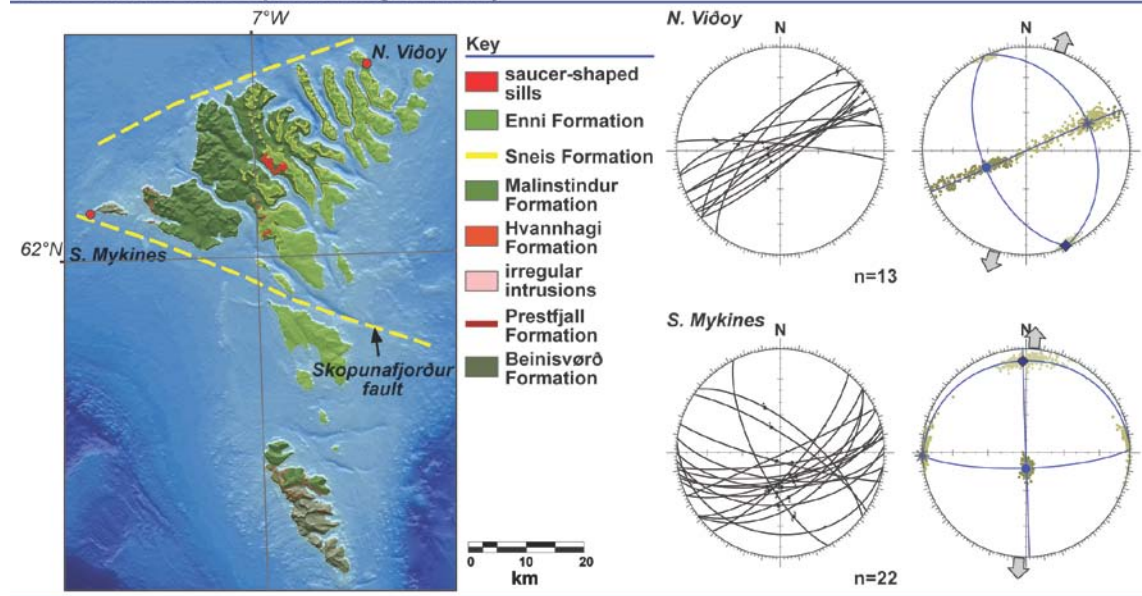 7°W
N. Viðoy
62°N
S. Mykines
Skopunafjorður
fault
Key
saucer-shaped
sills
Enni Formation
Sneis Formation
Malinstindur
Formation
Hvannhagi
Formation
irregular
intrusions
Prestfjall
Formation
Beinisvørð
Formation
0 10 20
km
N. Viðoy
N
N
n=13
S. Mykines
N
N
n=22